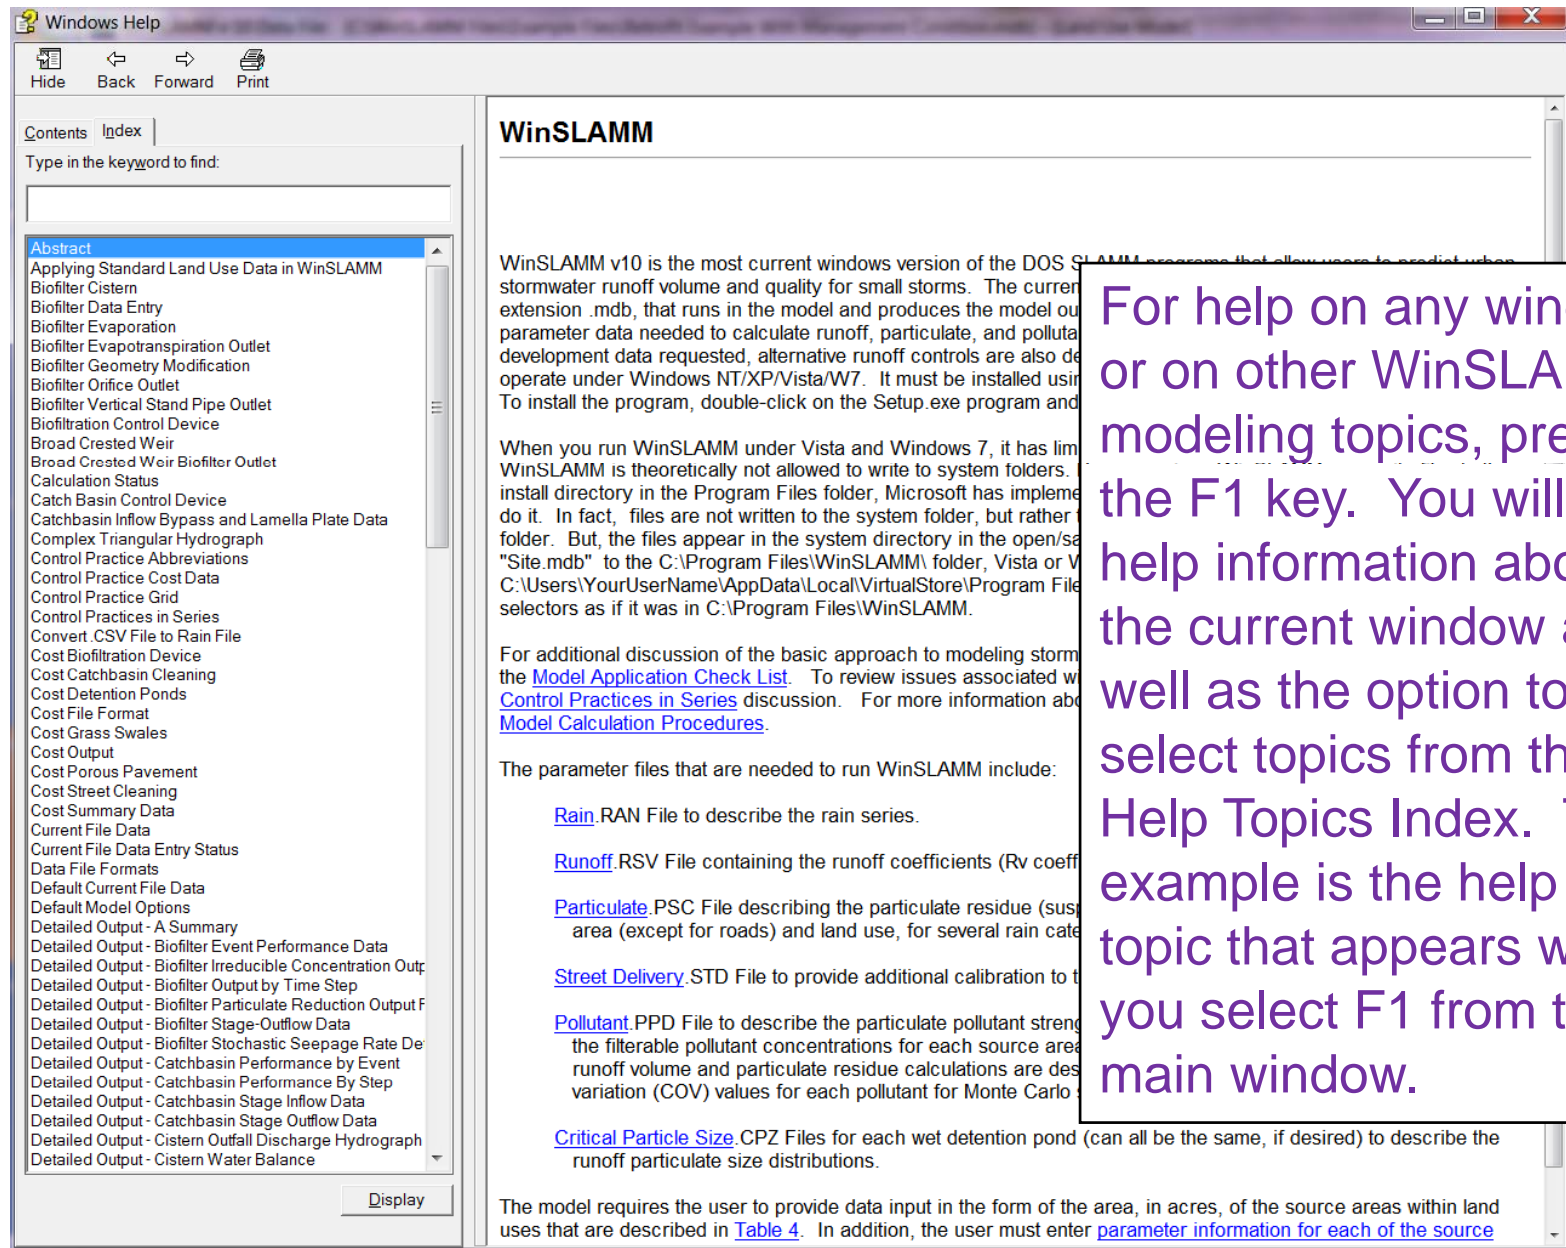 Windows Help
Hide Back Forward Print
Contents Index
Type in the keyword to find:
Abstract
Applying Standard Land Use Data in WinSLAMM
Biofilter Cistern
Biofilter Data Entry
Biofilter Evaporation
Biofilter Evapotranspiration Outlet
Biofilter Geometry Modification
Biofilter Orifice Outlet
Biofilter Vertical Stand Pipe Outlet
Biofiltration Control Device
Broad Crested Weir
Broad Crested Weir Biofilter Outlet
Calculation Status
Catch Basin Control Device
Catchbasin Inflow Bypass and Lamella Plate Data
Complex Triangular Hydrograph
Control Practice Abbreviations
Control Practice Cost Data
Control Practice Grid
Control Practices in Series
Convert .CSV File to Rain File
Cost Biofiltration Device
Cost Catchbasin Cleaning
Cost Detention Ponds
Cost File Format
Cost Grass Swales
Cost Output
Cost Porous Pavement
Cost Street Cleaning
Cost Summary Data
Current File Data
Current File Data Entry Status
Data File Formats
Default Current File Data
Default Model Options
Detailed Output - A Summary
Detailed Output - Biofilter Event Performance Data
Detailed Output - Biofilter Irreducible Concentration Outp
Detailed Output - Biofilter Output by Time Step
Detailed Output - Biofilter Particulate Reduction Output F
Detailed Output - Biofilter Stage-Outflow Data
Detailed Output - Biofilter Stochastic Seepage Rate De
Detailed Output - Catchbasin Performance by Event
Detailed Output - Catchbasin Performance By Step
Detailed Output - Catchbasin Stage Inflow Data
Detailed Output - Catchbasin Stage Outflow Data
Detailed Output - Cistern Outfall Discharge Hydrograph
Detailed Output - Cistern Water Balance
Display
WinSLAMM
WinSLAMM v10 is the most current windows version of the DOS SLAMM programs that allow users to predict urban
stormwater runoff volume and quality for small storms. The curren
extension .mdb, that runs in the model and produces the model ou
parameter data needed to calculate runoff, particulate, and polluta
development data requested, alternative runoff controls are also de
operate under Windows NT/XP/Vista/W7. It must be installed usin
To install the program, double-click on the Setup.exe program and
When you run WinSLAMM under Vista and Windows 7, it has lim
WinSLAMM is theoretically not allowed to write to system folders.
install directory in the Program Files folder, Microsoft has impleme
do it. In fact, files are not written to the system folder, but rather
folder. But, the files appear in the system directory in the open/sa
"Site.mdb" to the C:\Program Files\WinSLAMM\ folder, Vista or W
C:\Users\YourUserName\AppData\Local\VirtualStore\Program File
selectors as if it was in C:\Program Files\WinSLAMM.
For additional discussion of the basic approach to modeling storm
the Model Application Check List. To review issues associated wi
Control Practices in Series discussion. For more information abo
Model Calculation Procedures.
The parameter files that are needed to run WinSLAMM include:
Rain.RAN File to describe the rain series.
Runoff.RSV File containing the runoff coefficients (Rv coeff
Particulate.PSC File describing the particulate residue (susp
area (except for roads) and land use, for several rain cate
Street Delivery.STD File to provide additional calibration to t
Pollutant.PPD File to describe the particulate pollutant streng
the filterable pollutant concentrations for each source area
runoff volume and particulate residue calculations are des
variation (COV) values for each pollutant for Monte Carlo
Critical Particle Size.CPZ Files for each wet detention pond (can all be the same, if desired) to describe the
runoff particulate size distributions.
The model requires the user to provide data input in the form of the area, in acres, of the source areas within land
uses that are described in Table 4. In addition, the user must enter parameter information for each of the source
For help on any win
or on other WinSLA
modeling topics, pre
the F1 key. You will
help information abo
the current window a
well as the option to
select topics from th
Help Topics Index. T
example is the help
topic that appears w
you select F1 from t
main window.